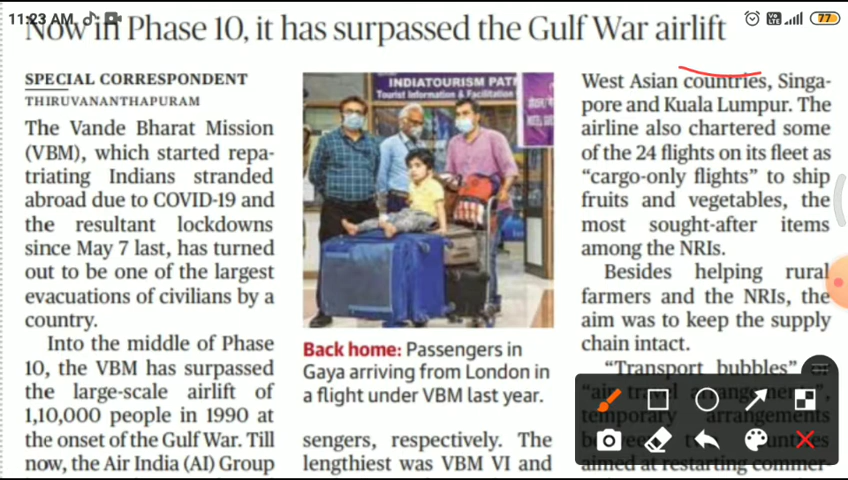 11:23 AM
77
Now in Phase 10, it has surpassed the Gulf War airlift
SPECIAL CORRESPONDENT
THIRUVANANTHAPURAM
The Vande Bharat Mission
(VBM), which started repa-
triating Indians stranded
abroad due to COVID-19 and
the resultant lockdowns
since May 7 last, has turned
out to be one of the largest
evacuations of civilians by a
country.
Into the middle of Phase
10, the VBM has surpassed
the large-scale airlift of
1,10,000 people in 1990 at
the onset of the Gulf War. Till
now, the Air India (AI) Group
INDIATOURISM PAT
Tourist Information & Facilitation
Back home: Passengers in
Gaya arriving from London in
a flight under VBM last year.
sengers, respectively. The
lengthiest was VBM VI and
West Asian countries, Singa-
pore and Kuala Lumpur. The
airline also chartered some
of the 24 flights on its fleet as
“cargo-only flights” to ship
fruits and vegetables, the
most sought-after items
among the NRIs.
Besides helping rural
farmers and the NRIs, the
aim was to keep the supply
chain intact.
“Transport bubbles” or
“air travel arrangements”,
temporary arrangements
between two countries
aimed at restarting commer-